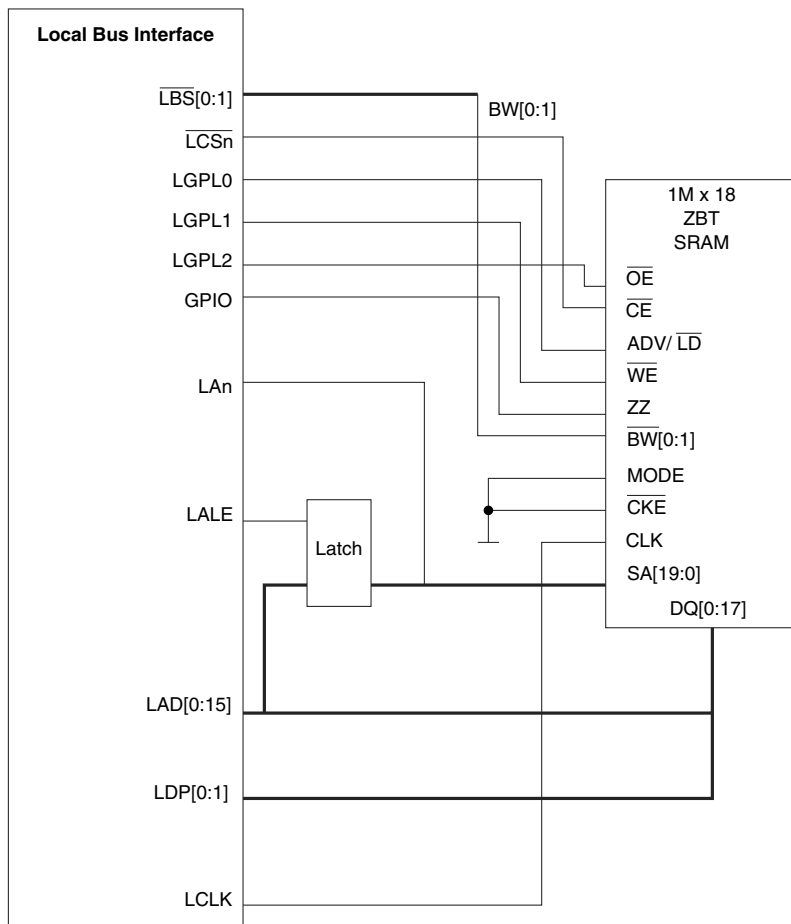 Local Bus Interface
LBS[0:1]
BW[0:1]
LCSn
LGPL0
LGPL1
LGPL2
GPIO
LAn
LALE
Latch
LAD[0:15]
LDP[0:1]
LCLK
1M x 18
ZBT
SRAM
OE
CE
ADV/ LD
WE
ZZ
BW[0:1]
MODE
CKE
CLK
SA[19:0]
DQ[0:17]